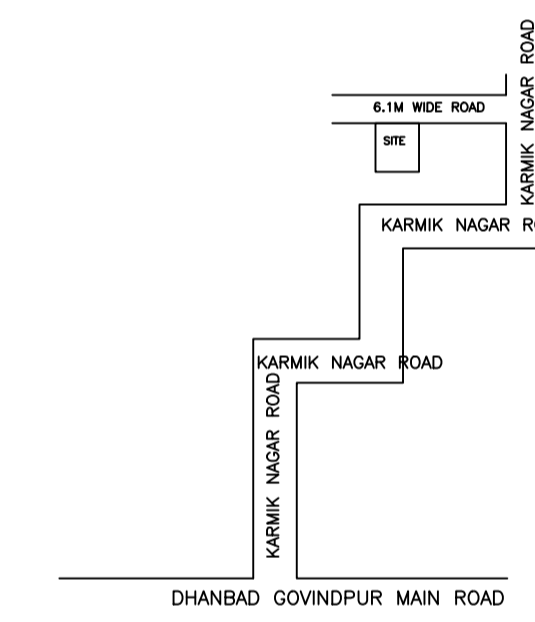 KARMIK NAGAR ROAD
6.1M WIDE ROAD
SITE
KARMIK NAGAR
KARMIK NAGAR ROAD
KARMIK NAGAR ROAD
DHANBAD GOVINDPUR MAIN ROAD